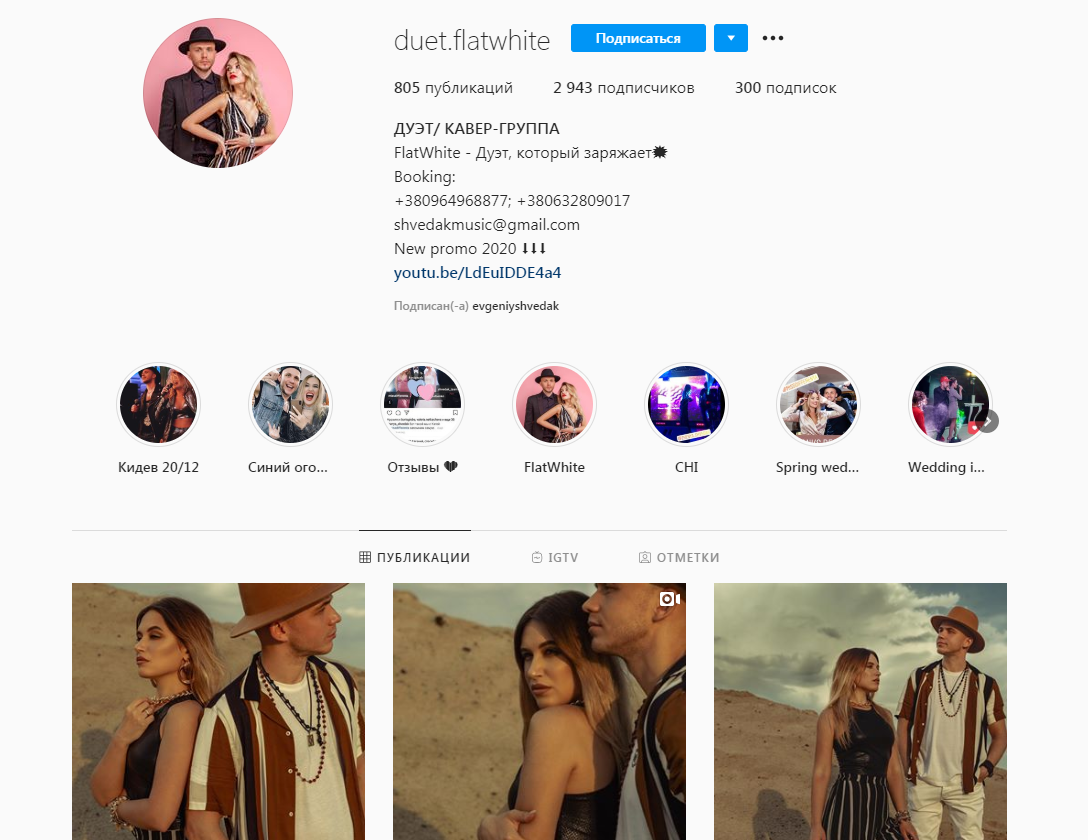 duet.flatwhite Подписаться
805 публикаций 2 943 подписчиков 300 подписок
ДУЭТ/ КАВЕР-ГРУППА
FlatWhite - Дуэт, который заряжает
Booking:
+380964968877; +380632809017
shvedakmusic@gmail.com
New promo 2020 ⬇⬇⬇
youtu.be/LdEuIDDE4a4
Подписан(-а) evgeniyshvedak
Кидев 20/12 Синий ого... Отзывы FlatWhite CHI Spring wed... Wedding i...
ПУБЛИКАЦИИ IGTV ОТМЕТКИ